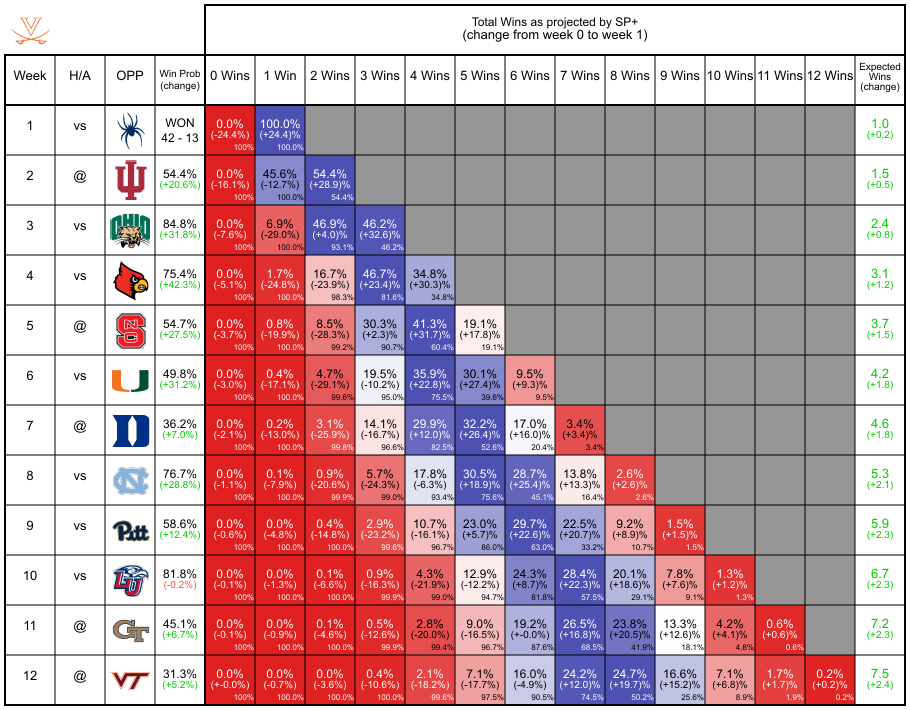 Total Wins as projected by SP+
(change from week 0 to week 1)
Week H/A OPP Win Prob (change) 0 Wins 1 Win 2 Wins 3 Wins 4 Wins 5 Wins 6 Wins 7 Wins 8 Wins 9 Wins 10 Wins 11 Wins 12 Wins Expected Wins (change)
1 vs WON 0.0% 100.0% 1.0
42 - 13 (-24.4%) (+24.4)% (+0.2)
100% 100.0%
2 @ 54.4% 0.0% 45.6% 54.4% 1.5
(+20.6%) (-16.1%) (-12.7%) (+28.9)% (+0.5)
100% 100.0% 54.4%
3 vs OHIO 84.8% 0.0% 6.9% 46.9% 46.2% 2.4
(+31.8%) (-7.6%) (-29.0%) (+4.0)% (+32.6)% (+0.8)
100% 100.0% 93.1% 46.2%
4 vs 75.4% 0.0% 1.7% 16.7% 46.7% 34.8% 3.1
(+42.3%) (-5.1%) (-24.8%) (-23.9%) (+23.4)% (+30.3)% (+1.2)
100% 100.0% 98.3% 81.6% 34.8%
5 @ 54.7% 0.0% 0.8% 8.5% 30.3% 41.3% 19.1% 3.7
(+27.5%) (-3.7%) (-19.9%) (-28.3%) (+2.3)% (+31.7)% (+17.8)% (+1.5)
100% 100.0% 99.2% 90.7% 60.4% 19.1%
6 vs 49.8% 0.0% 0.4% 4.7% 19.5% 35.9% 30.1% 9.5% 4.2
(+31.2%) (-3.0%) (-17.1%) (-29.1%) (-10.2%) (+22.8)% (+27.4)% (+9.3)% (+1.8)
100% 100.0% 99.6% 95.0% 75.5% 39.6% 9.5%
7 @ 36.2% 0.0% 0.2% 3.1% 14.1% 29.9% 32.2% 17.0% 3.4% 4.6
(+7.0%) (-2.1%) (-13.0%) (-25.9%) (-16.7%) (+12.0)% (+26.4)% (+16.0)% (+3.4)% (+1.8)
100% 100.0% 99.8% 96.6% 82.5% 52.6% 20.4% 3.4%
8 vs 76.7% 0.0% 0.1% 0.9% 5.7% 17.8% 30.5% 28.7% 13.8% 2.6% 5.3
(+28.8%) (-1.1%) (-7.9%) (-20.6%) (-24.3%) (-6.3%) (+18.9)% (+25.4)% (+13.3)% (+2.6)% (+2.1)
100% 100.0% 99.9% 99.0% 93.4% 75.6% 45.1% 16.4% 2.6%
9 vs Pitt 58.6% 0.0% 0.0% 0.4% 2.9% 10.7% 23.0% 29.7% 22.5% 9.2% 1.5% 5.9
(+12.4%) (-0.6%) (-4.8%) (-14.8%) (-23.2%) (-16.1%) (+5.7)% (+22.6)% (+20.7)% (+8.9)% (+1.5)% (+2.3)
100% 100.0% 100.0% 99.6% 96.7% 86.0% 63.0% 33.2% 10.7% 1.5%
10 vs 81.8% 0.0% 0.0% 0.1% 0.9% 4.3% 12.9% 24.3% 28.4% 20.1% 7.8% 1.3% 6.7
(-0.2%) (-0.1%) (-1.3%) (-6.6%) (-16.3%) (-21.9%) (-12.2%) (+8.7)% (+22.3)% (+18.6)% (+7.6)% (+1.2)% (+2.3)
100% 100.0% 100.0% 99.9% 99.0% 94.7% 81.8% 57.5% 29.1% 9.1% 1.3%
11 @ GT 45.1% 0.0% 0.0% 0.1% 0.5% 2.8% 9.0% 19.2% 26.5% 23.8% 13.3% 4.2% 0.6% 7.2
(+6.7%) (-0.1%) (-0.9%) (-4.6%) (-12.6%) (-20.0%) (-16.5%) (+-0.0)% (+16.8)% (+20.5)% (+12.6)% (+4.1)% (+0.6)% (+2.3)
100% 100.0% 100.0% 99.9% 99.4% 96.7% 87.6% 68.5% 41.9% 18.1% 4.8% 0.6%
12 @ VT 31.3% 0.0% 0.0% 0.0% 0.4% 2.1% 7.1% 16.0% 24.2% 24.7% 16.6% 7.1% 1.7% 0.2% 7.5
(+5.2%) (+-0.0%) (-0.7%) (-3.6%) (-10.6%) (-18.2%) (-17.7%) (-4.9%) (+12.0)% (+19.7)% (+15.2)% (+6.8)% (+1.7)% (+0.2)% (+2.4)
100% 100.0% 100.0% 100.0% 99.6% 97.5% 90.5% 74.5% 50.2% 25.6% 8.9% 1.9% 0.2%